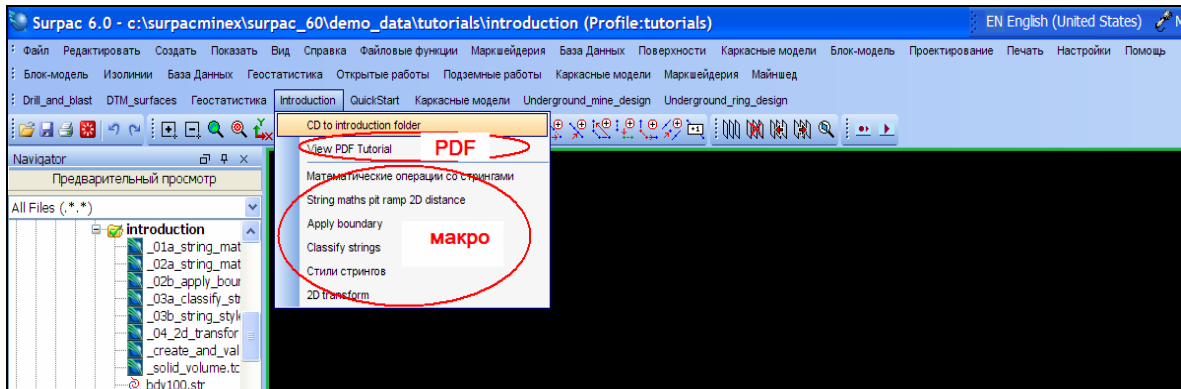 Surpac 6.0 - c:\surpacminex\surpac_60\demo_data\tutorials\introduction (Profile:tutorials)
EN English (United States)
Файл Редактировать Создать Показать Вид Справка Файловые функции Маркшейдерия База Данных Поверхности Каркасные модели Блок-модель Проектирование Печать Настройки Помощь
Блок-модель Изолинии База Данных Геостатистика Открытые работы Подземные работы Каркасные модели Маркшейдерия Майншед
Drill_and_blast DTM_surfaces Геостатистика Introduction QuickStart Каркасные модели Underground_mine_design Underground_ring_design
CD to introduction folder
View PDF Tutorial PDF
Математические операции со стрингами
String maths pit ramp 2D distance
Apply boundary
Classify strings
макро
Стили стрингов
2D transform
Navigator
Предварительный просмотр
All Files (*.*)
introduction
_01a_string_mat
_02a_string_mat
_02b_apply_bour
_03a_classify_str
_03b_string_style
_04_2d_transfor
_create_and_val
_solid_volume.tc
bdy100.str